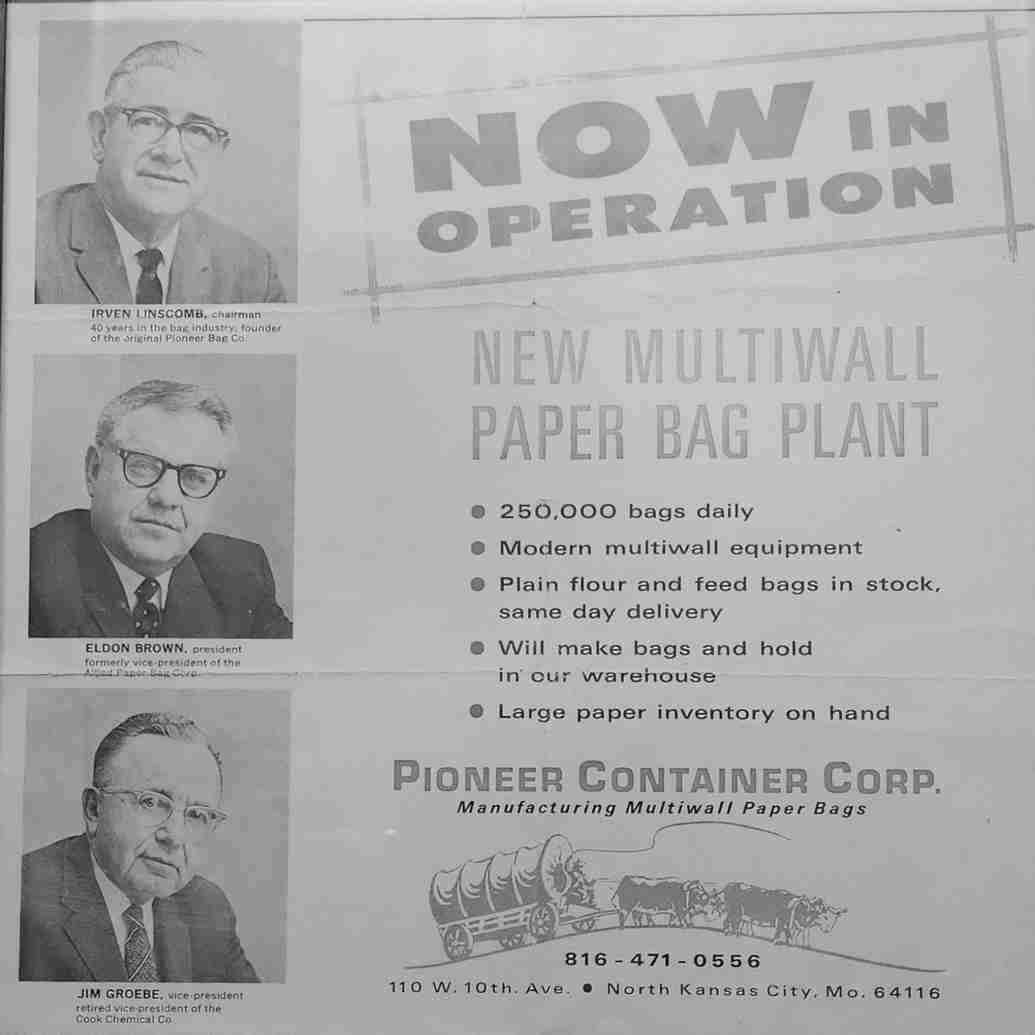 NOW IN
OPERATION
IRVEN LINSCOMB, chairman
40 years in the bag industry; founder
of the original Pioneer Bag Co.
NEW MULTIWALL
PAPER BAG PLANT
● 250,000 bags daily
● Modern multiwall equipment
● Plain flour and feed bags in stock,
same day delivery
● Will make bags and hold
in our warehouse
● Large paper inventory on hand
ELDON BROWN, president
formerly vice-president of the
Allied Paper Bag Corp.
JIM GROEBE, vice-president
retired vice-president of the
Cook Chemical Co.
PIONEER CONTAINER CORP.
Manufacturing Multiwall Paper Bags
816-471-0556
110 W. 10th. Ave. ● North Kansas City, Mo. 64116